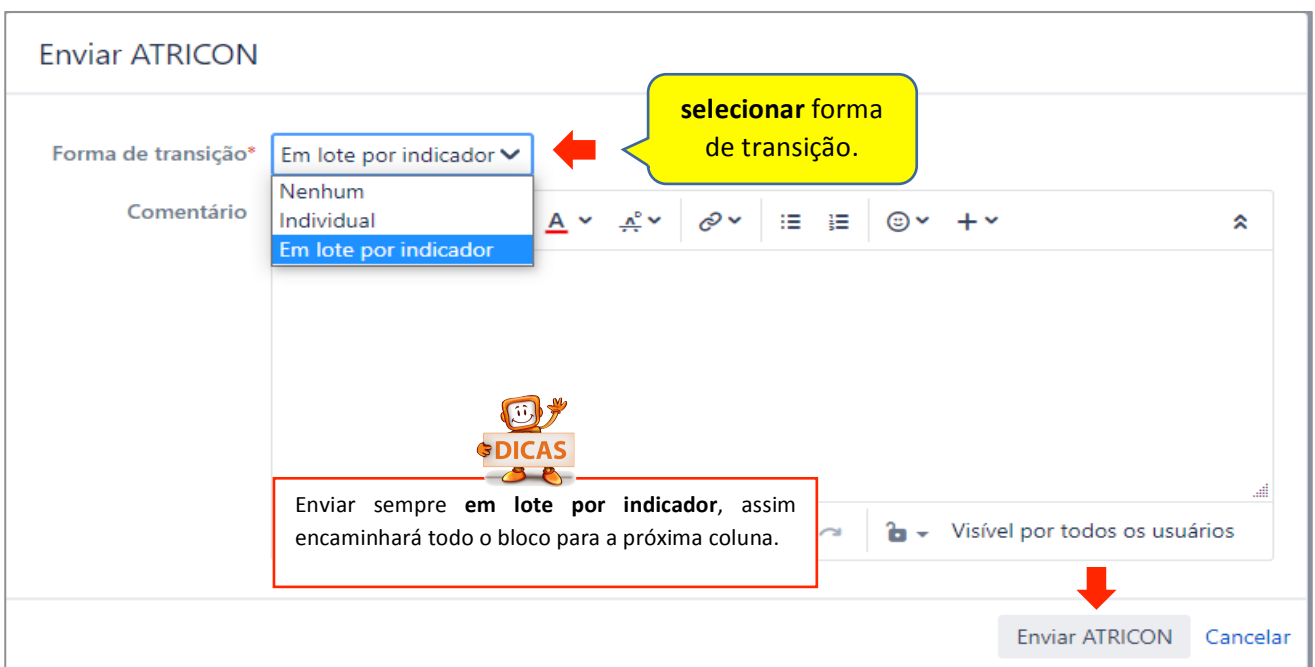 Enviar ATRICON
selecionar forma
de transição.
Forma de transição* Em lote por indicador
Nenhum
Individual
Em lote por indicador
Comentário
A
DICAS
Enviar sempre em lote por indicador, assim
encaminhará todo o bloco para a próxima coluna.
Visível por todos os usuários
Enviar ATRICON Cancelar